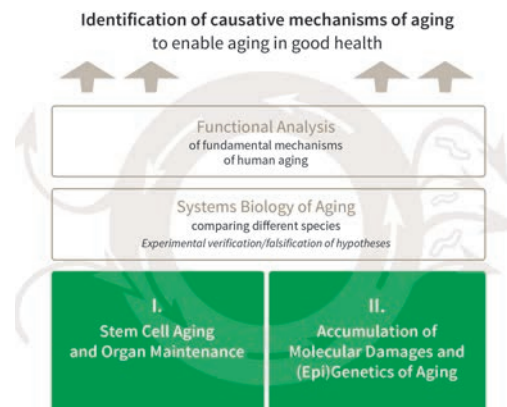 Identification of causative mechanisms of aging
to enable aging in good health
Functional Analysis
of fundamental mechanisms
of human aging
Systems Biology of Aging
comparing different species
Experimental verification/falsification of hypotheses
I.
Stem Cell Aging
and Organ Maintenance
II.
Accumulation of
Molecular Damages and
(Epi)Genetics of Aging